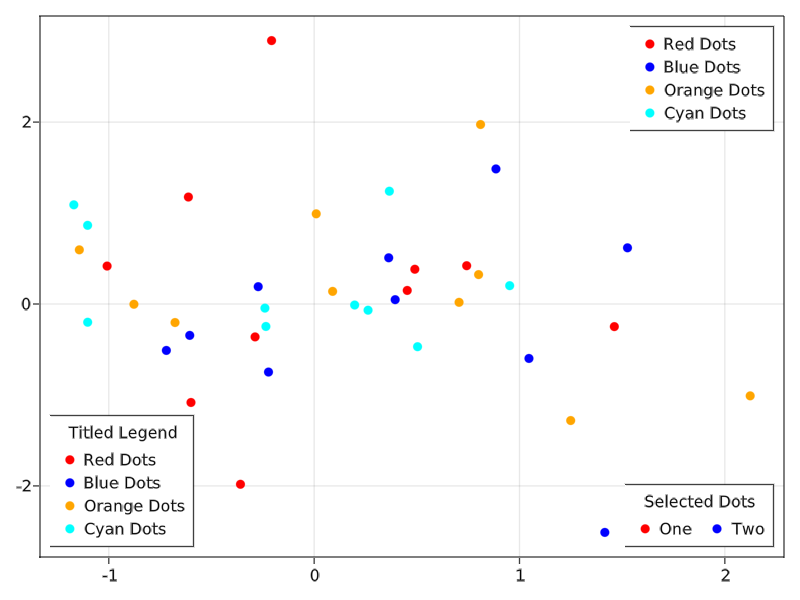 Red Dots
Blue Dots
Orange Dots
Cyan Dots
2
0
-2
Titled Legend
Red Dots
Blue Dots
Orange Dots
Cyan Dots
Selected Dots
One Two
-1 0 1 2